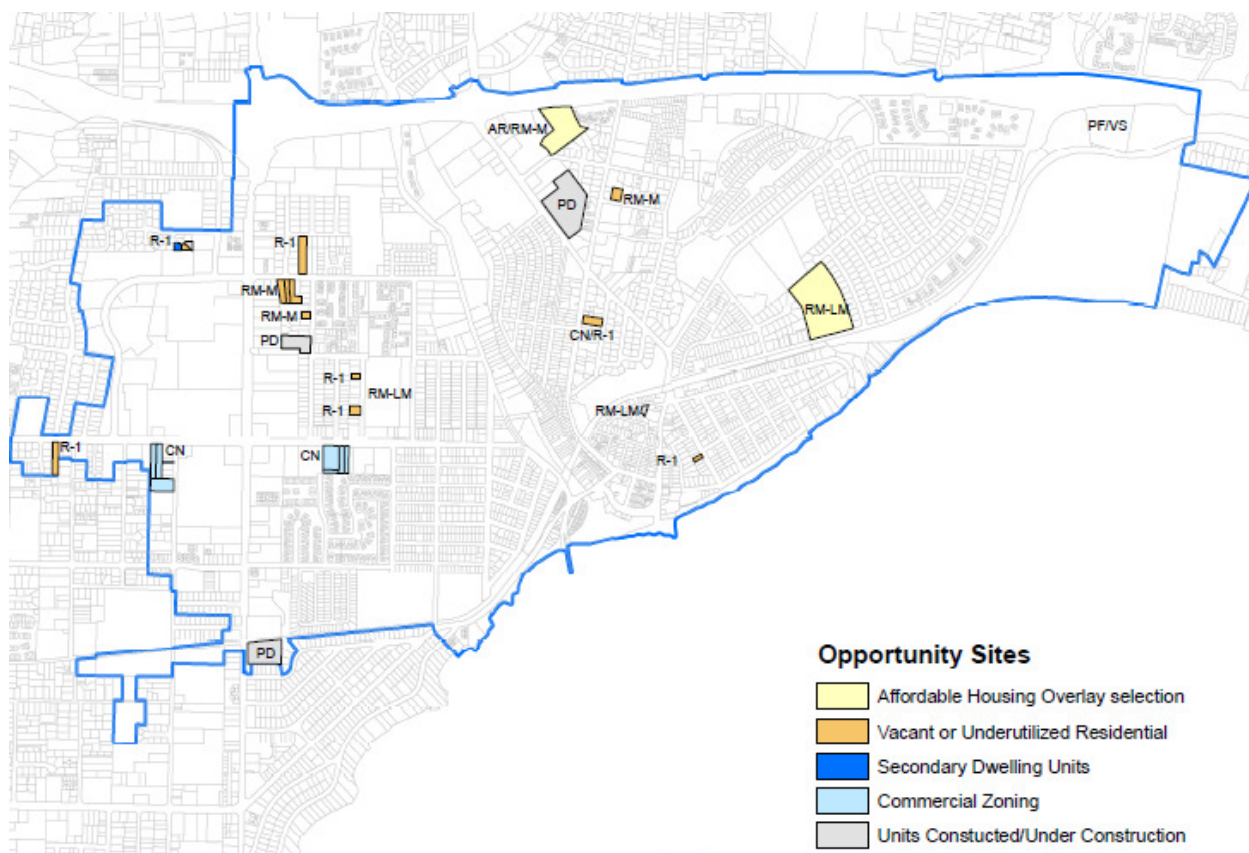 AR/RM-M
PF/VS
PD
RM-M
R-1
R-1
RM-M
RM-LM
RM-M
CN/R-1
PD
R-1
RM-LM
R-1
RM-LM
R-1
CN
CN
R-1
PD
Opportunity Sites
Affordable Housing Overlay selection
Vacant or Underutilized Residential
Secondary Dwelling Units
Commercial Zoning
Units Constucted/Under Construction